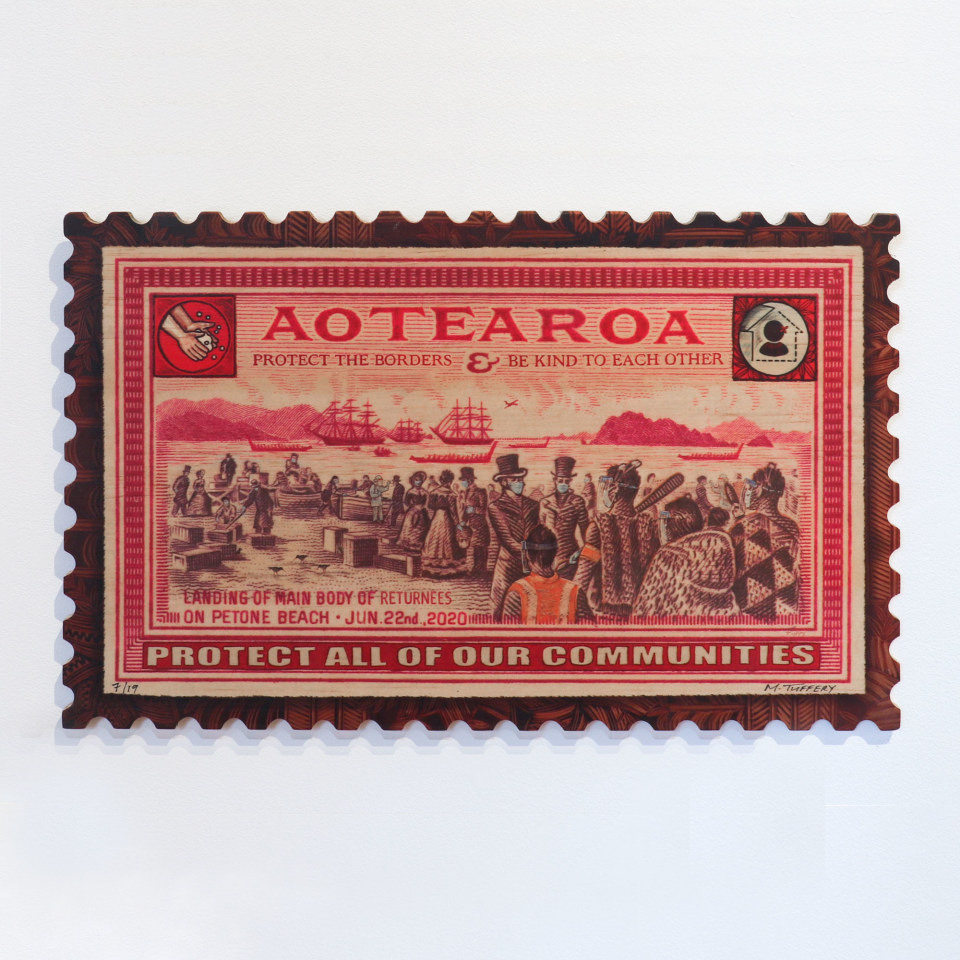 AOTEAROA
PROTECT THE BORDERS & BE KIND TO EACH OTHER
LANDING OF MAIN BODY OF RETURNEES
ON PETONE BEACH · JUN. 22nd, 2020
PROTECT ALL OF OUR COMMUNITIES
7/19 M. TUFFERY